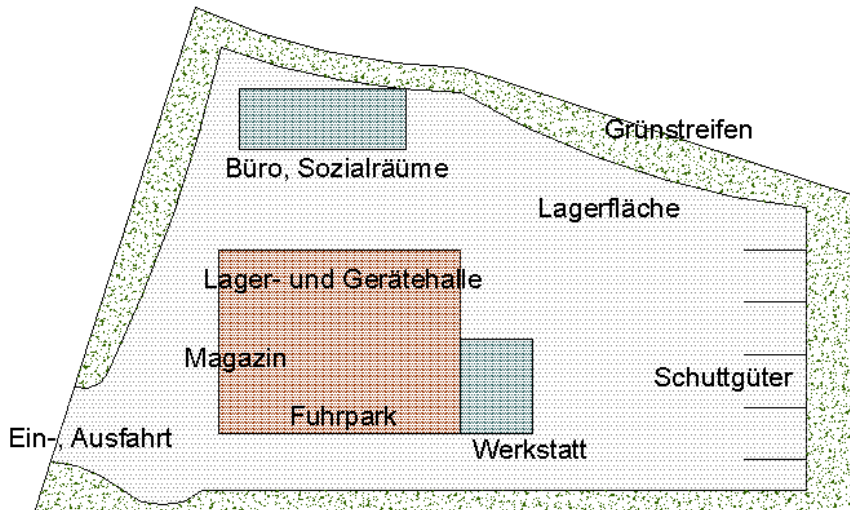 Grünstreifen
Büro, Sozialräume
Lagerfläche
Lager- und Gerätehalle
Magazin
Schuttgüter
Fuhrpark
Ein-, Ausfahrt
Werkstatt